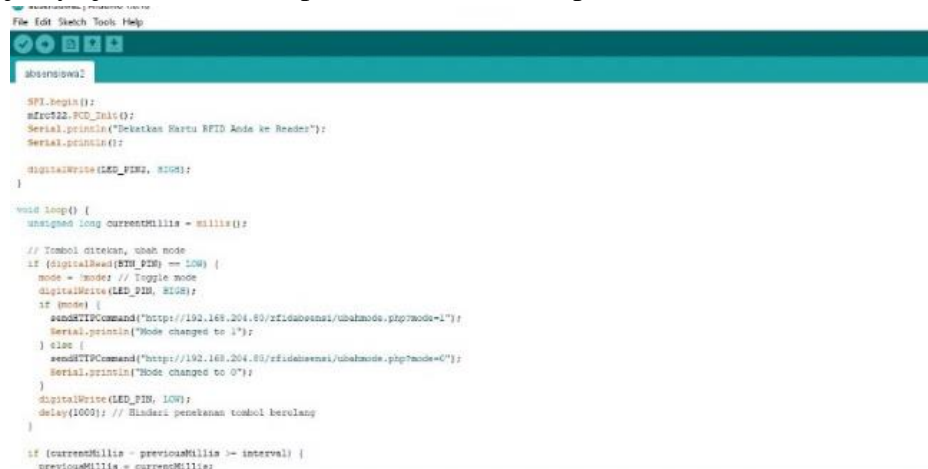 File Edit Sketch Tools Help
absensiswa2
SPI.begin();
mfrc522.PCD_Init();
Serial.println("Dekatkan Kartu RFID Anda ke Reader");
Serial.println();
digitalWrite(LED_PIN2, HIGH);
}
void loop() {
unsigned long currentMillis = millis();
// Tombol ditekan, ubah mode
if (digitalRead(BTN_PIN) == LOW) {
mode = !mode; // Toggle mode
digitalWrite(LED_PIN, HIGH);
if (mode) {
sendHTTPCommand("http://192.168.204.80/rfidabsensi/ubahmode.php?mode=1");
Serial.println("Mode changed to 1");
} else {
sendHTTPCommand("http://192.168.204.80/rfidabsensi/ubahmode.php?mode=0");
Serial.println("Mode changed to 0");
}
digitalWrite(LED_PIN, LOW);
delay(1000); // Hindari penekanan tombol berulang
}
if (currentMillis - previousMillis >= interval) {
previousMillis = currentMillis;